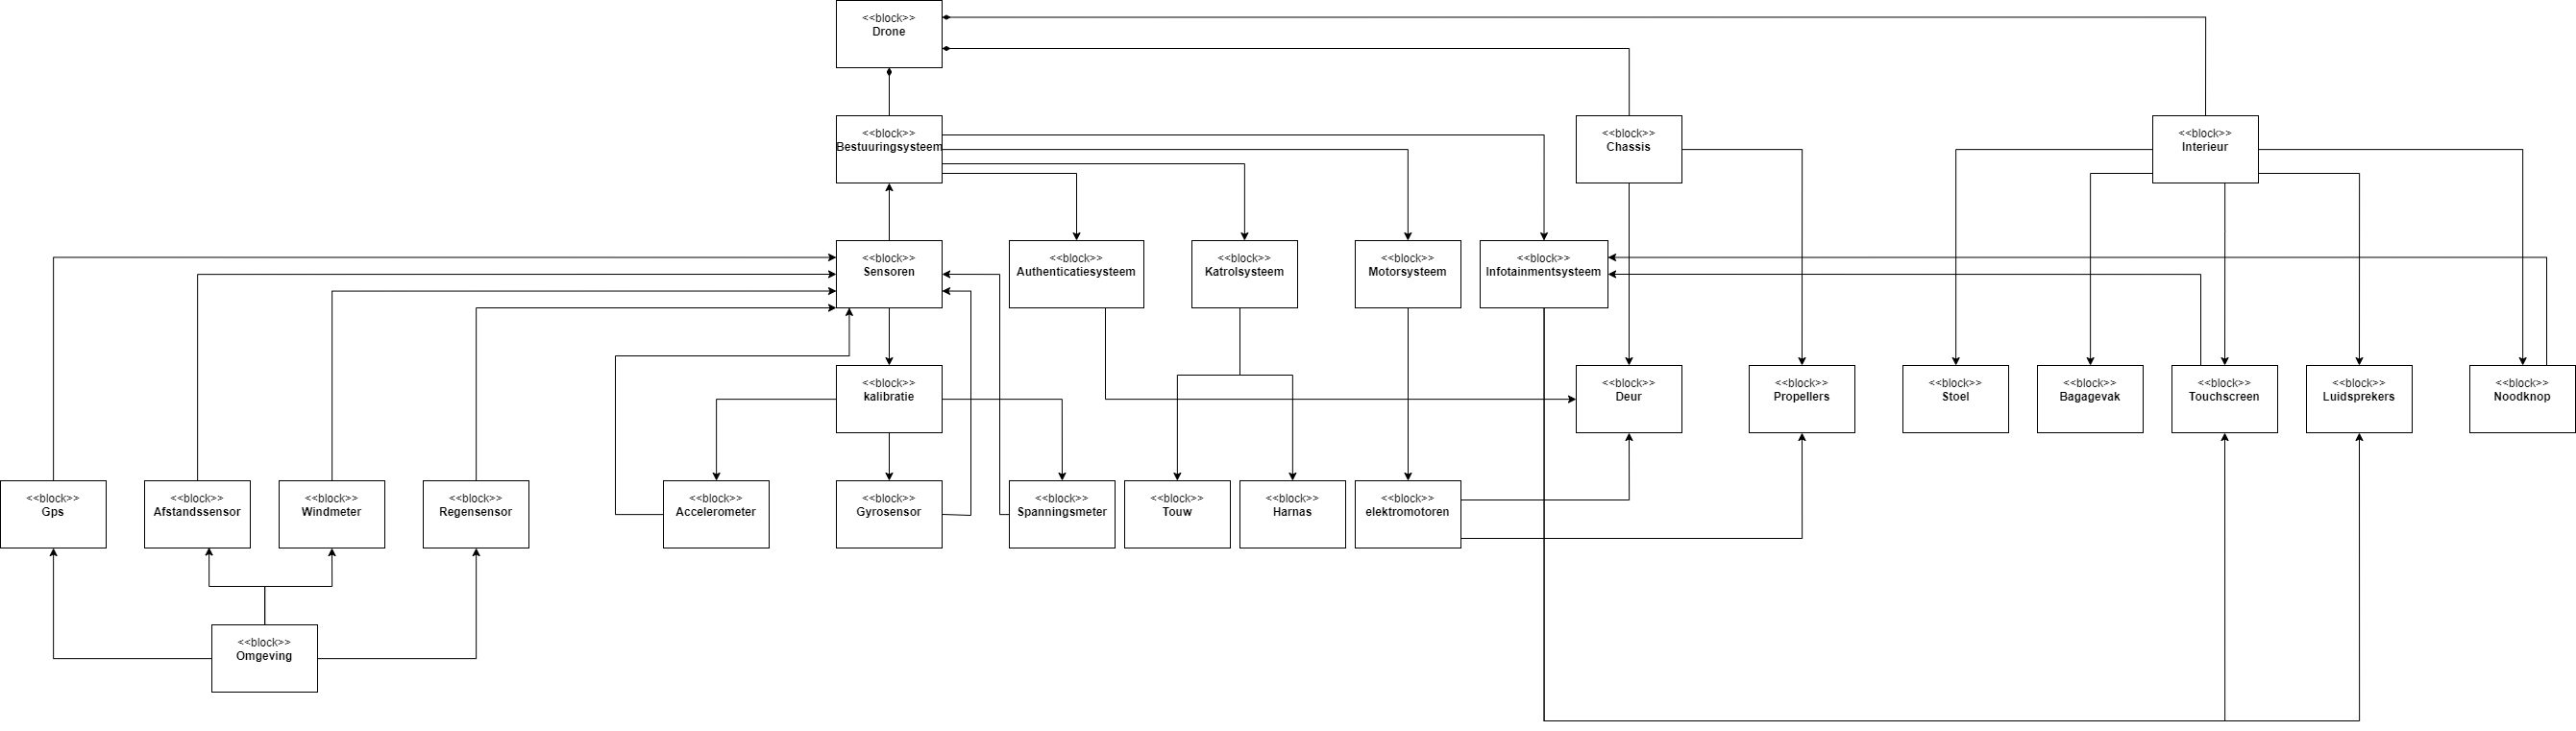 <<block>>
Drone
<<block>>
Bestuuringsysteem
<<block>>
Chassis
<<block>>
Interieur
<<block>>
Sensoren
<<block>>
Authenticatiesysteem
<<block>>
Katrolsysteem
<<block>>
Motorsysteem
<<block>>
Infotainmentsysteem
<<block>>
kalibratie
<<block>>
Deur
<<block>>
Propellers
<<block>>
Stoel
<<block>>
Bagagevak
<<block>>
Touchscreen
<<block>>
Luidsprekers
<<block>>
Noodknop
<<block>>
Gps
<<block>>
Afstandssensor
<<block>>
Windmeter
<<block>>
Regensensor
<<block>>
Accelerometer
<<block>>
Gyrosensor
<<block>>
Spanningsmeter
<<block>>
Touw
<<block>>
Harnas
<<block>>
elektromotoren
<<block>>
Omgeving